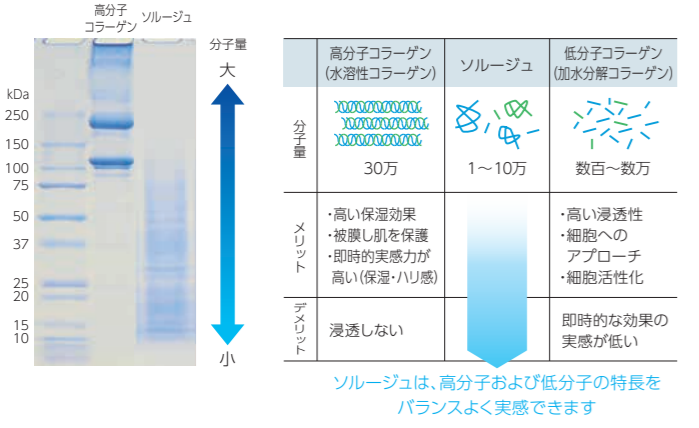 高分子
コラーゲン
ソルージュ
分子量
大
kDa
250
150
100
75
50
37
25
20
15
10
小
高分子コラーゲン
(水溶性コラーゲン)
ソルージュ
低分子コラーゲン
(加水分解コラーゲン)
分子量
30万
1〜10万
数百〜数万
メリット
・高い保湿効果
・被膜し肌を保護
・即時的実感力が
高い(保湿・ハリ感)
・高い浸透性
・細胞への
アプローチ
・細胞活性化
デメリット
浸透しない
即時的な効果の
実感が低い
ソルージュは、高分子および低分子の特長を
バランスよく実感できます